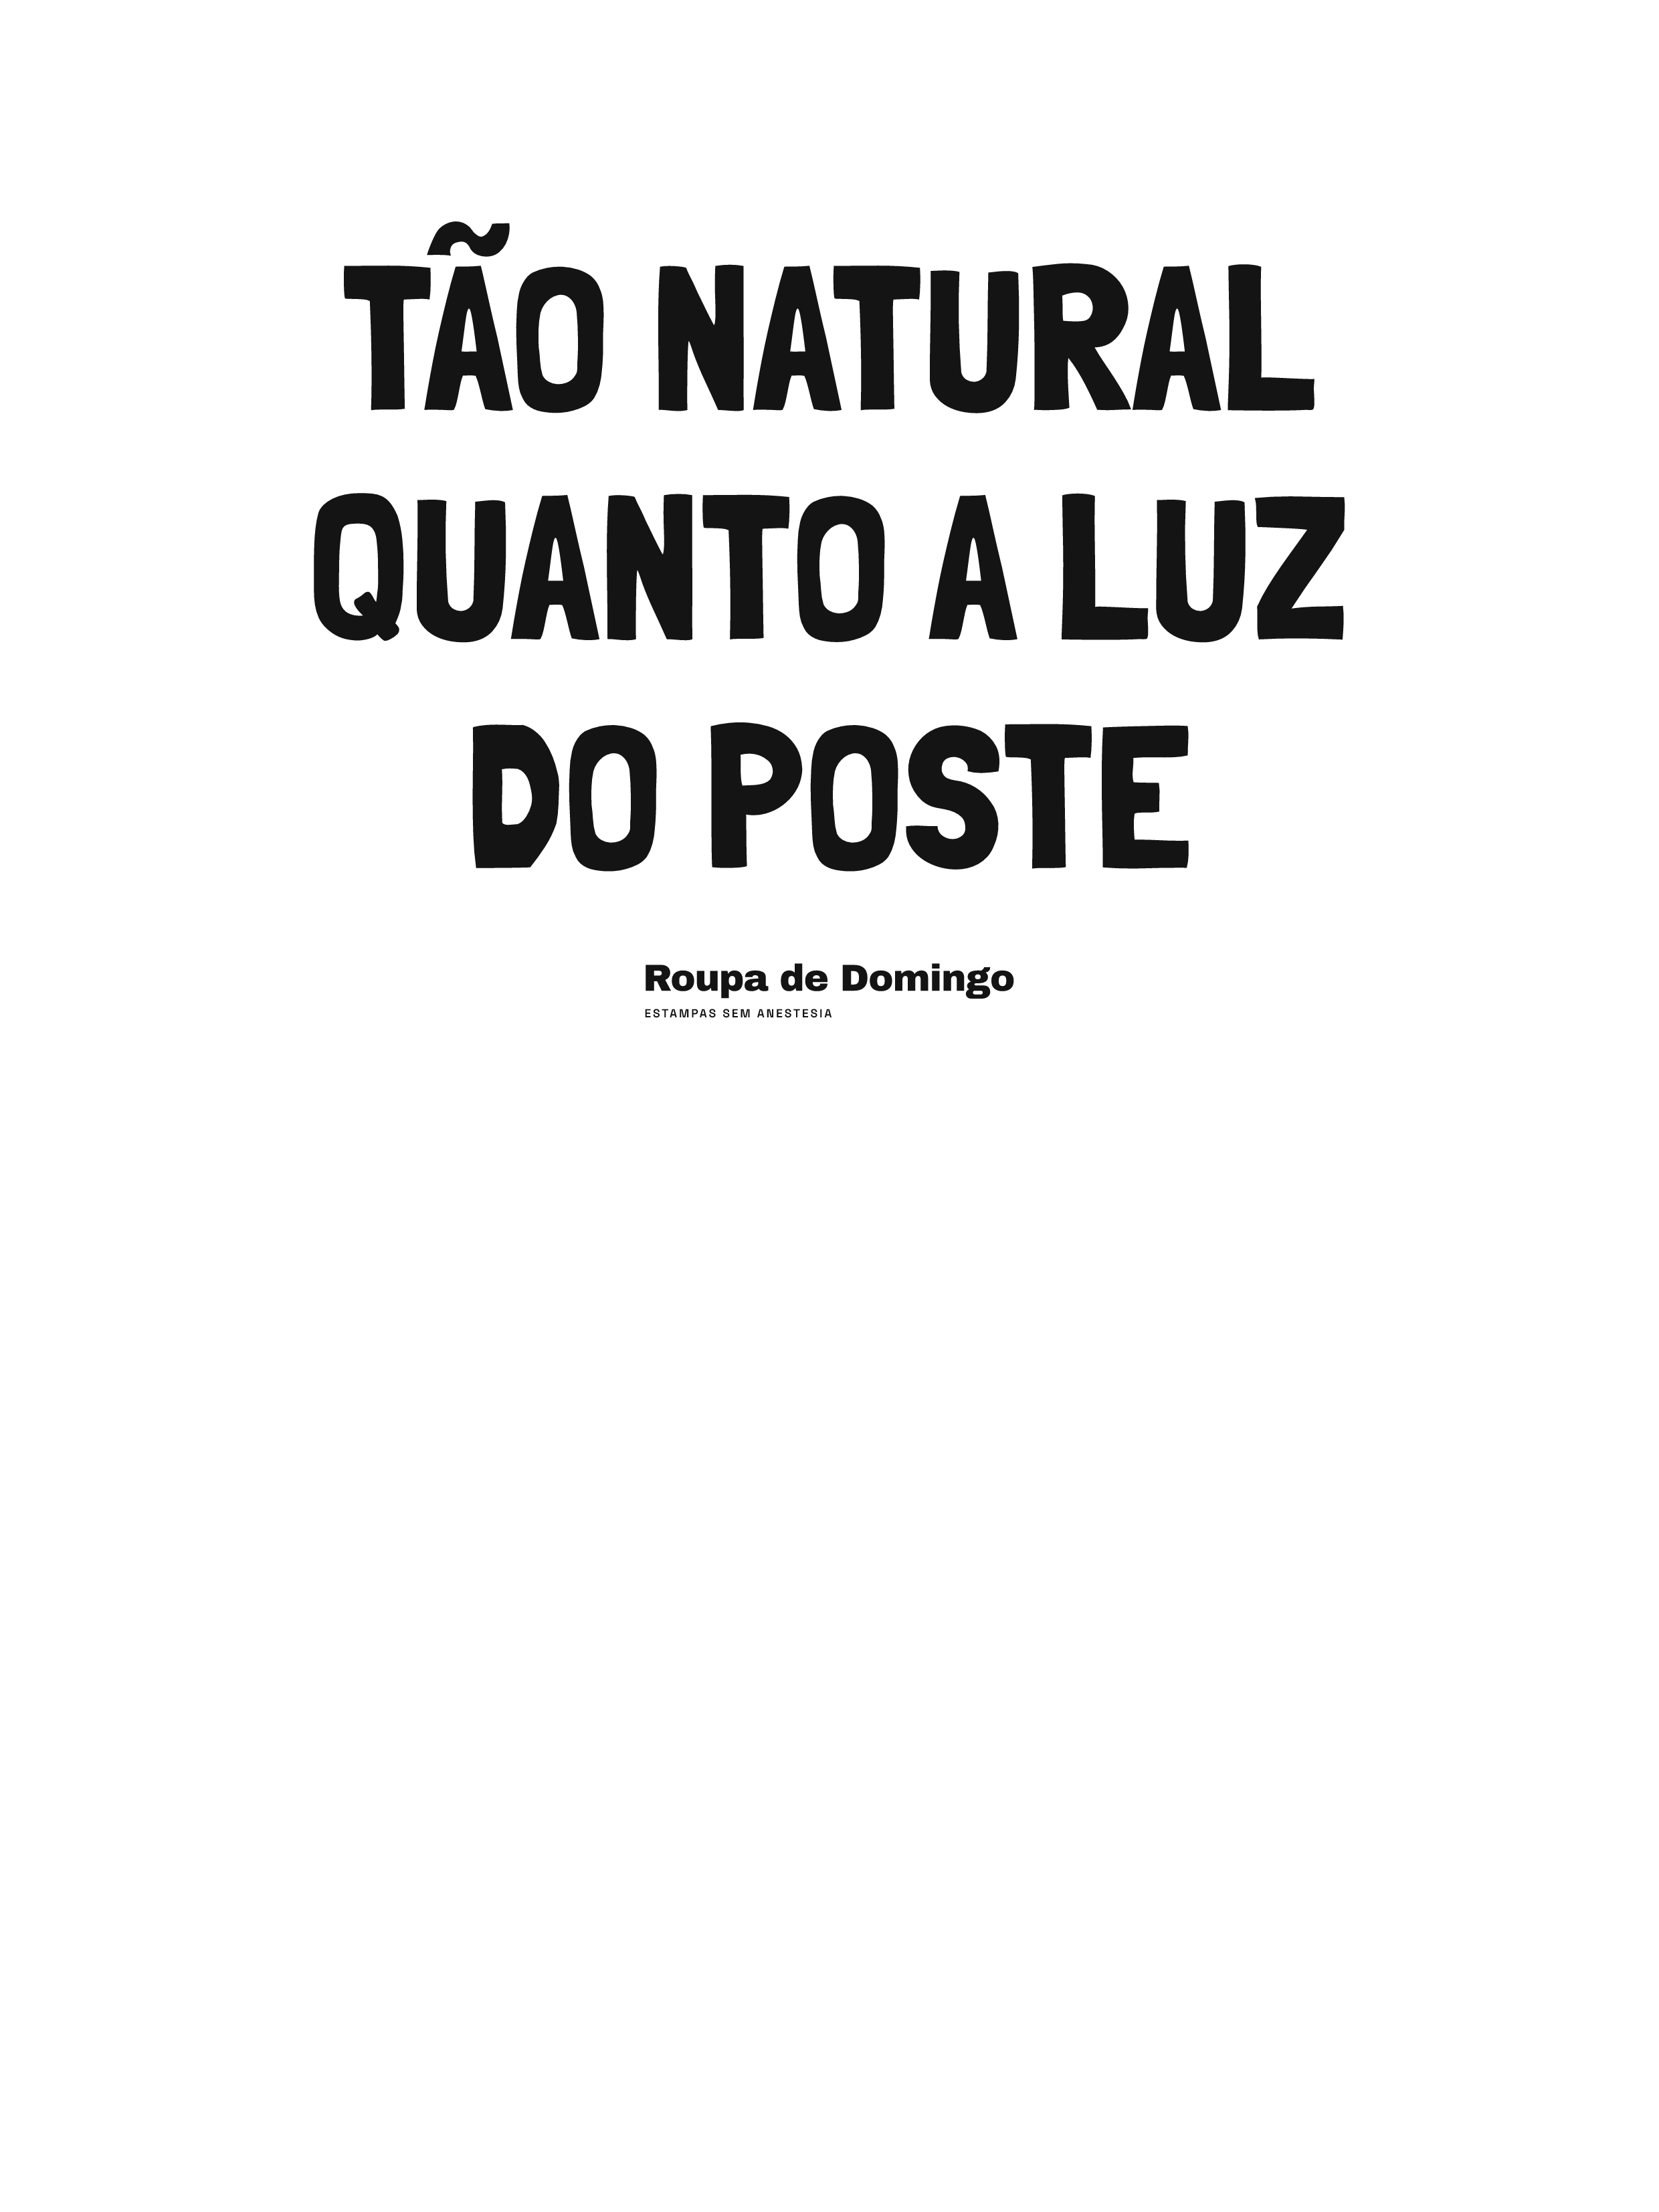 TÃO NATURAL
QUANTO A LUZ
DO POSTE
Roupa de Domingo
ESTAMPAS SEM ANESTESIA